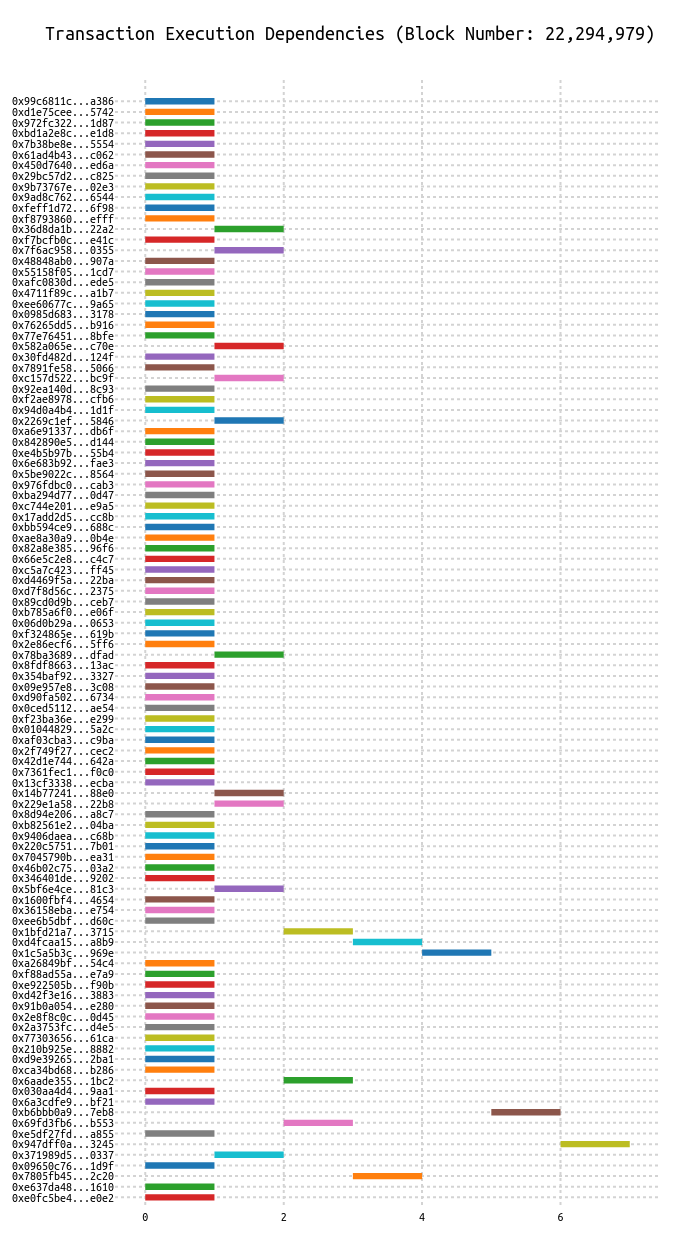 Transaction Execution Dependencies (Block Number: 22,294,979)
0x99c6811c...a386
0xd1e75cee...5742
0x972fc322...1d87
0xbd1a2e8c...e1d8
0x7b38be8e...5554
0x61ad4b43...c062
0x450d7640...ed6a
0x29bc57d2...c825
0x9b73767e...02e3
0x9ad8c762...6544
0xfeff1d72...6f98
0xf8793860...efff
0x36d8da1b...22a2
0xf7bcfb0c...e41c
0x7f6ac958...0355
0x48848ab0...907a
0x55158f05...1cd7
0xafc0830d...ede5
0x4711f89c...a1b7
0xee60677c...9a65
0x0985d683...3178
0x76265dd5...b916
0x77e76451...8bfe
0x582a065e...c70e
0x30fd482d...124f
0x7891fe58...5066
0xc157d522...bc9f
0x92ea140d...8c93
0xf2ae8978...cfb6
0x94d0a4b4...1d1f
0x2269c1ef...5846
0xa6e91337...db6f
0x842890e5...d144
0xe4b5b97b...55b4
0x6e683b92...fae3
0x5be9022c...8564
0x976fdbc0...cab3
0xba294d77...0d47
0xc744e201...e9a5
0x17add2d5...cc8b
0xbb594ce9...688c
0xae8a30a9...0b4e
0x82a8e385...96f6
0x66e5c2e8...c4c7
0xc5a7c423...ff45
0xd4469f5a...22ba
0xd7f8d56c...2375
0x89cd0d9b...ceb7
0xb785a6f0...e06f
0x06d0b29a...0653
0xf324865e...619b
0x2e86ecf6...5ff6
0x78ba3689...dfad
0x8fdf8663...13ac
0x354baf92...3327
0x09e957e8...3c08
0xd90fa502...6734
0x0ced5112...ae54
0xf23ba36e...e299
0x01044829...5a2c
0xaf03cba3...c9ba
0x2f749f27...cec2
0x42d1e744...642a
0x7361fec1...f0c0
0x13cf3338...ecba
0x14b77241...88e0
0x229e1a58...22b8
0x8d94e206...a8c7
0xb82561e2...04ba
0x9406daea...c68b
0x220c5751...7b01
0x7045790b...ea31
0x46b02c75...03a2
0x346401de...9202
0x5bf6e4ce...81c3
0x1600fbf4...4654
0x36158eba...e754
0xee6b5dbf...d60c
0x1bfd21a7...3715
0xd4fcaa15...a8b9
0x1c5a5b3c...969e
0xa26849bf...54c4
0xf88ad55a...e7a9
0xe922505b...f90b
0xd42f3e16...3883
0x91b0a054...e280
0x2e8f8c0c...0d45
0x2a3753fc...d4e5
0x77303656...61ca
0x210b925e...8882
0xd9e39265...2ba1
0xca34bd68...b286
0x6aade355...1bc2
0x030aa4d4...9aa1
0x6a3cdfe9...bf21
0xb6bbb0a9...7eb8
0x69fd3fb6...b553
0xe5df27fd...a855
0x947dff0a...3245
0x371989d5...0337
0x09650c76...1d9f
0x7805fb45...2c20
0xe637da48...1610
0xe0fc5be4...e0e2
0 2 4 6